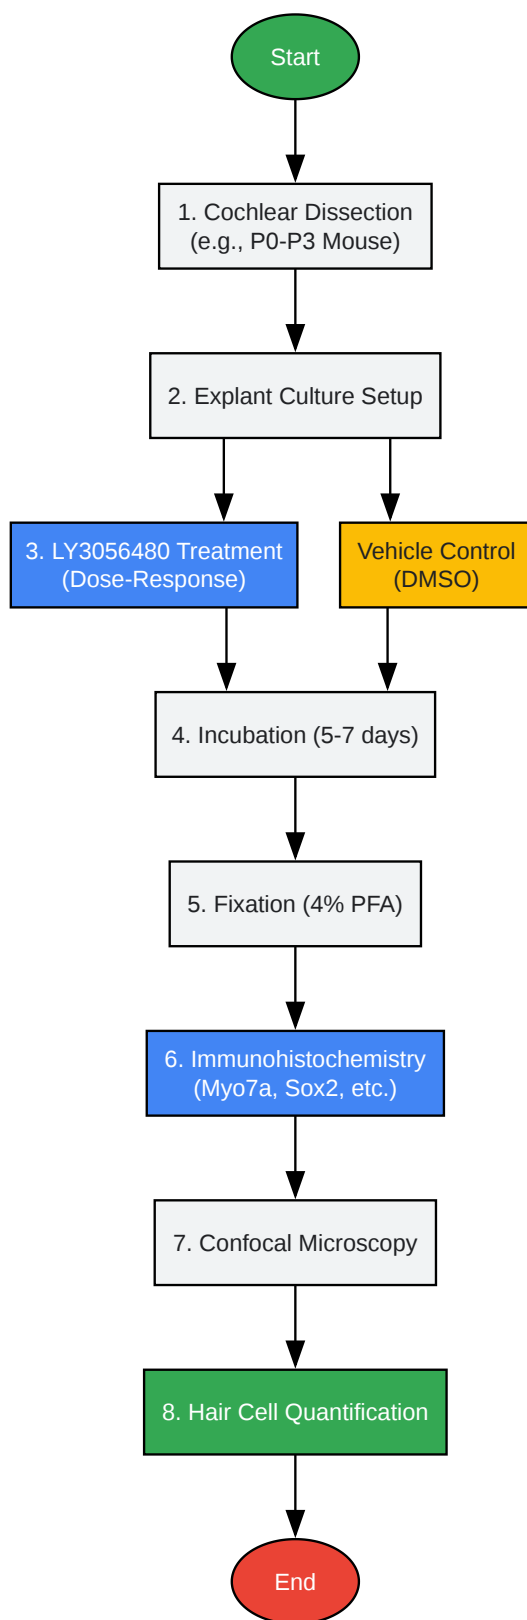 Start
1. Cochlear Dissection
(e.g., P0-P3 Mouse)
2. Explant Culture Setup
3. LY3056480 Treatment
(Dose-Response)
Vehicle Control
(DMSO)
4. Incubation (5-7 days)
5. Fixation (4% PFA)
6. Immunohistochemistry
(Myo7a, Sox2, etc.)
7. Confocal Microscopy
8. Hair Cell Quantification
End